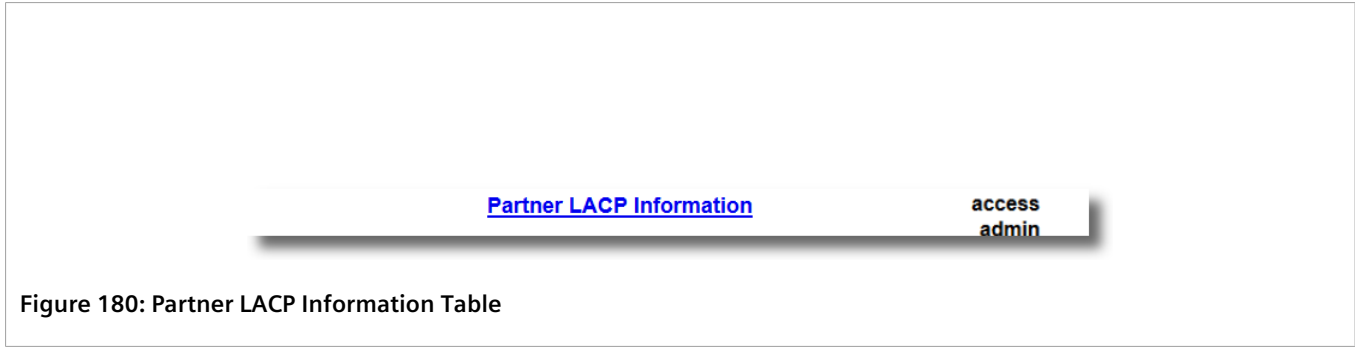 Partner LACP Information access
admin
Figure 180: Partner LACP Information Table